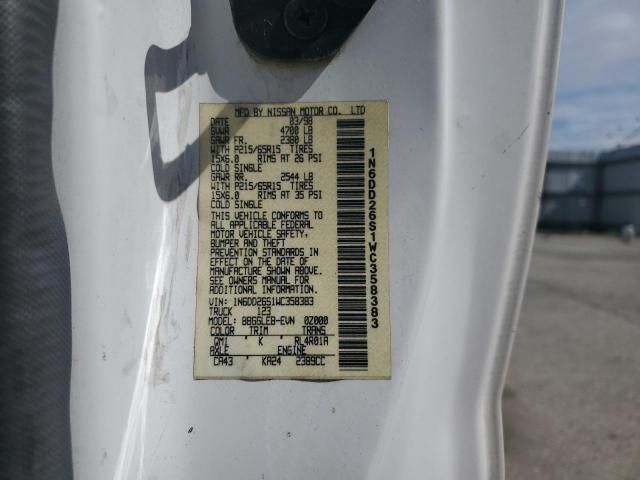 MFD BY NISSAN MOTOR CO. LTD
DATE 03/98
GVWR 4700 LB
GAWR FR. 2380 LB
WITH P215/65R15 TIRES
15X6.0 RIMS AT 26 PSI
COLD SINGLE
GAWR RR. 2544 LB
WITH P215/65R15 TIRES
15X6.0 RIMS AT 35 PSI
COLD SINGLE
THIS VEHICLE CONFORMS TO
ALL APPLICABLE FEDERAL
MOTOR VEHICLE SAFETY,
BUMPER AND THEFT
PREVENTION STANDARDS IN
EFFECT ON THE DATE OF
MANUFACTURE SHOWN ABOVE.
SEE OWNERS MANUAL FOR
ADDITIONAL INFORMATION
VIN: 1N6DD26S1WC358383
TRUCK 123
MODEL: BBSSLEB-EVN 0Z000
COLOR TRIM TRANS
QM1 K RL4R01A
AXLE ENGINE
CA43 KA24 2389CC
1N6DD26S1WC358383